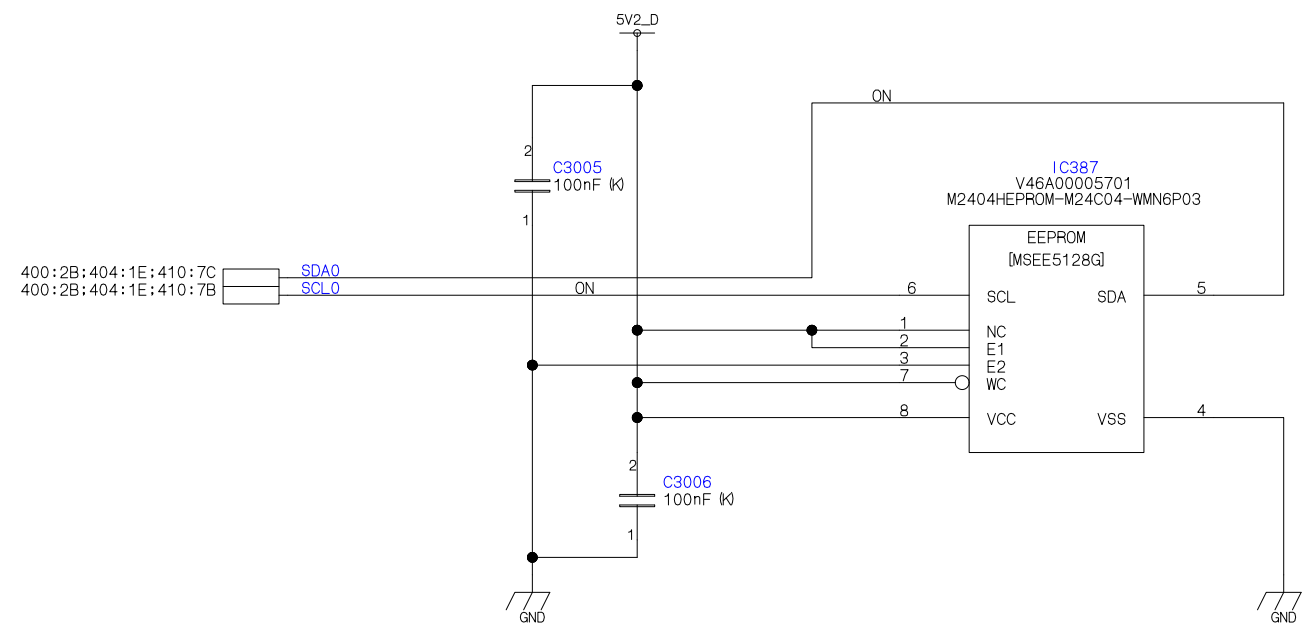 5V2_D
ON
2
C3005
100nF (K)
1
IC387
V46A00005701
M2404HEPROM-M24C04-WMN6P03
EEPROM
[MSEE5128G]
400:2B;404:1E;410:7C
SDA0
400:2B;404:1E;410:7B
SCL0
ON
6
SCL
SDA
5
1
NC
2
E1
3
E2
7
WC
8
VCC
VSS
4
2
C3006
100nF (K)
1
GND
GND